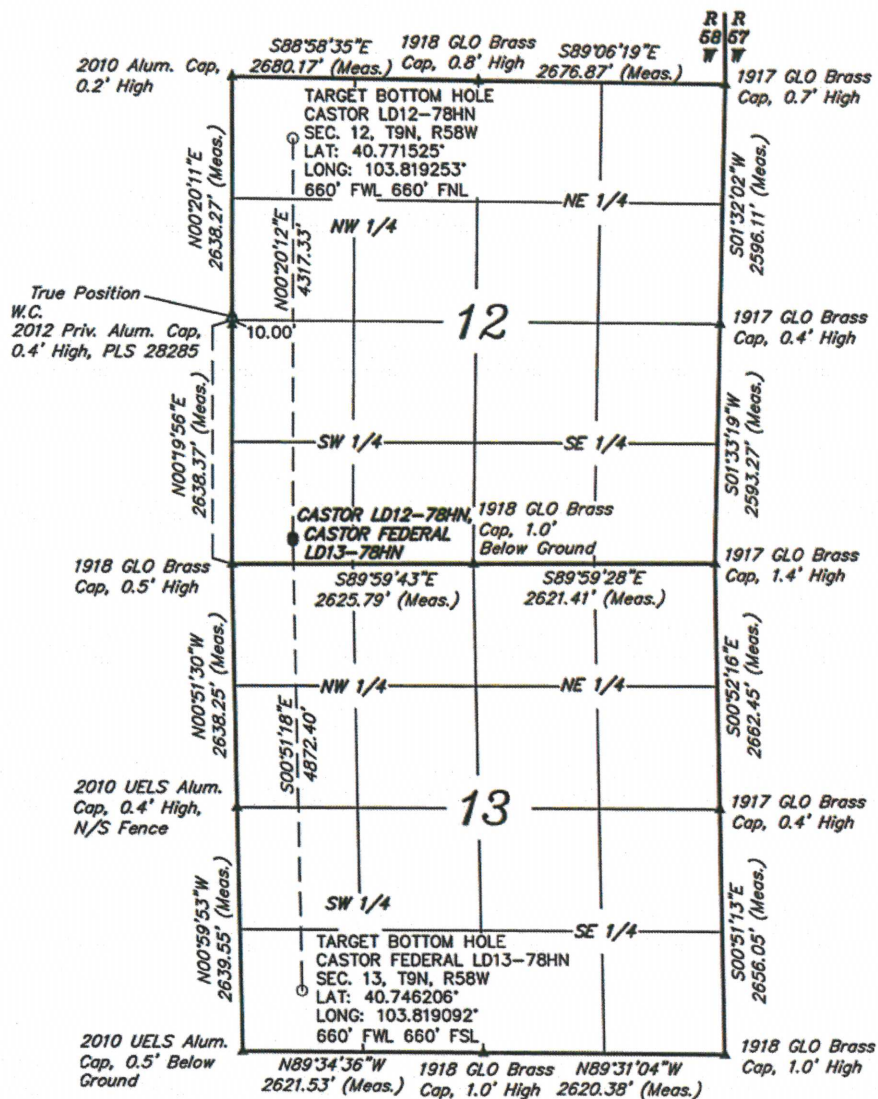 R R
58 57
W W
S88°58'35"E
2680.17' (Meas.)
1918 GLO Brass
Cap, 0.8' High
S89°06'19"E
2676.87' (Meas.)
2010 Alum. Cap,
0.2' High
1917 GLO Brass
Cap, 0.7' High
TARGET BOTTOM HOLE
CASTOR LD12-78HN
SEC. 12, T9N, R58W
LAT: 40.771525°
LONG: 103.819253°
660' FWL 660' FNL
N00°20'11"E
2638.27' (Meas.)
NE 1/4
NW 1/4
S01°32'02"W
2596.11' (Meas.)
N00°20'12"E
4317.33'
True Position
W.C.
2012 Priv. Alum. Cap,
0.4' High, PLS 28285
10.00'
12
1917 GLO Brass
Cap, 0.4' High
N00°19'56"E
2638.37' (Meas.)
SW 1/4
SE 1/4
S01°33'19"W
2593.27' (Meas.)
CASTOR LD12-78HN,
CASTOR FEDERAL
LD13-78HN
1918 GLO Brass
Cap, 1.0'
Below Ground
1918 GLO Brass
Cap, 0.5' High
S89°59'43"E
2625.79' (Meas.)
S89°59'28"E
2621.41' (Meas.)
1917 GLO Brass
Cap, 1.4' High
N00°51'30"W
2638.25' (Meas.)
NW 1/4
NE 1/4
S00°52'16"E
2662.45' (Meas.)
S00°51'18"E
4872.40'
2010 UELS Alum.
Cap, 0.4' High,
N/S Fence
13
1917 GLO Brass
Cap, 0.4' High
N00°59'53"W
2639.55' (Meas.)
SW 1/4
SE 1/4
S00°51'13"E
2656.05' (Meas.)
TARGET BOTTOM HOLE
CASTOR FEDERAL LD13-78HN
SEC. 13, T9N, R58W
LAT: 40.746206°
LONG: 103.819092°
660' FWL 660' FSL
2010 UELS Alum.
Cap, 0.5' Below
Ground
N89°34'36"W
2621.53' (Meas.)
1918 GLO Brass
Cap, 1.0' High
N89°31'04"W
2620.38' (Meas.)
1918 GLO Brass
Cap, 1.0' High